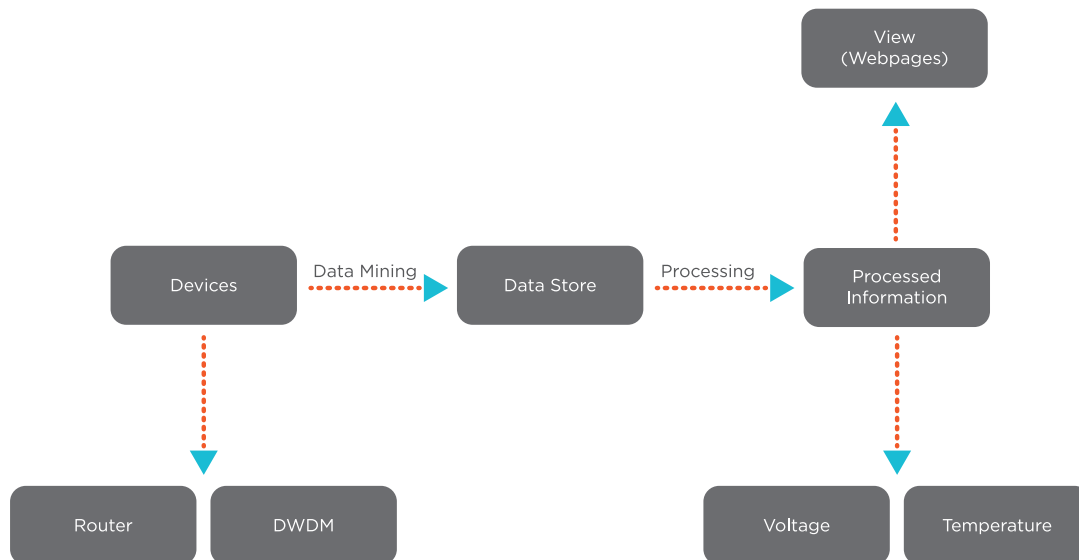 View
(Webpages)
Devices
Data Mining
Data Store
Processing
Processed
Information
Router
DWDM
Voltage
Temperature